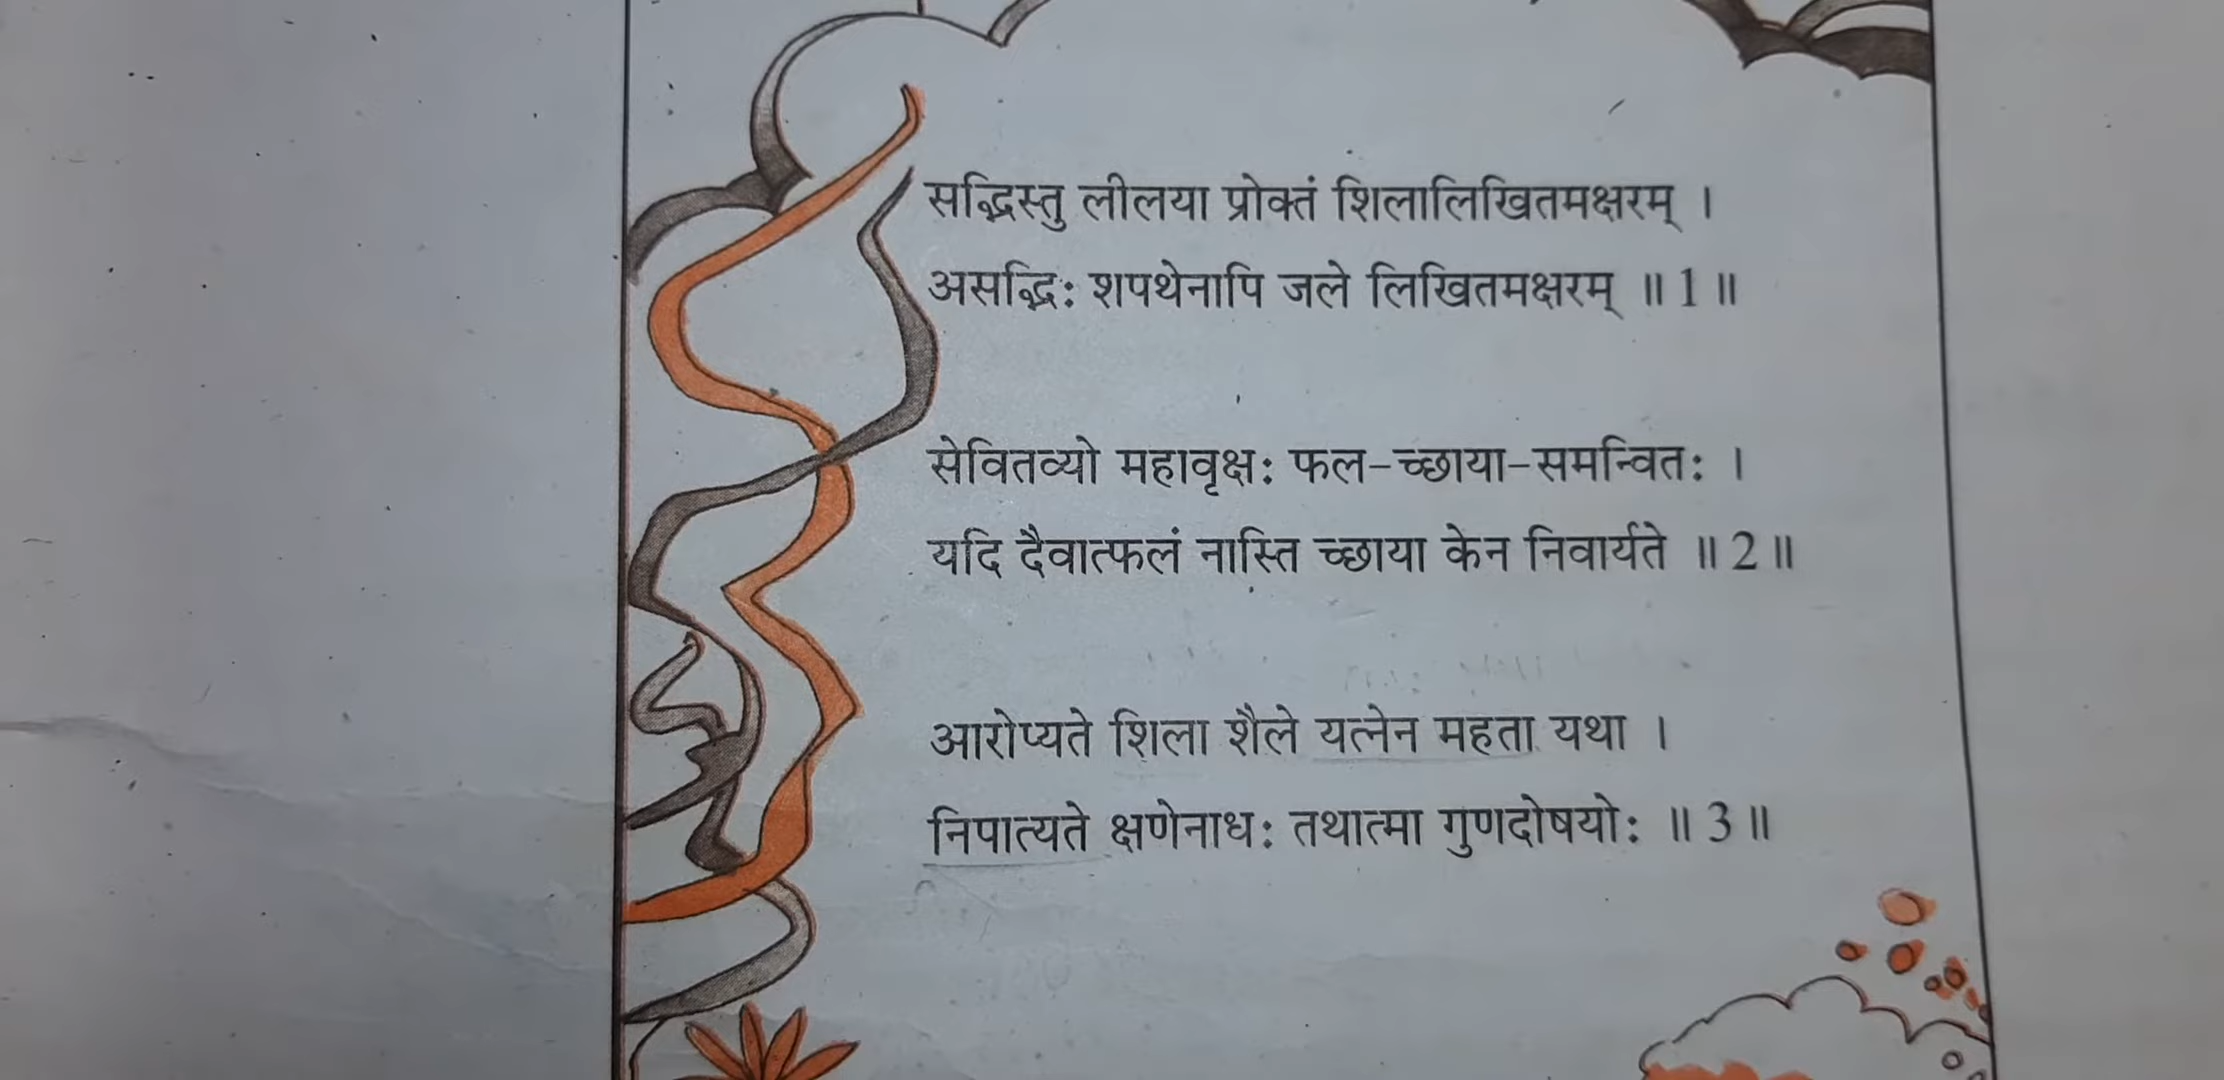 सद्भिस्तु लीलया प्रोक्तं शिलालिखितमक्षरम् ।
असद्भिः शपथेनापि जले लिखितमक्षरम् ॥ 1 ॥
सेवितव्यो महावृक्षः फल-च्छाया-समन्वितः ।
यदि दैवात्फलं नास्ति च्छाया केन निवार्यते ॥ 2 ॥
आरोप्यते शिला शैले यत्नेन महता यथा ।
निपात्यते क्षणेनाधः तथात्मा गुणदोषयोः ॥ 3 ॥